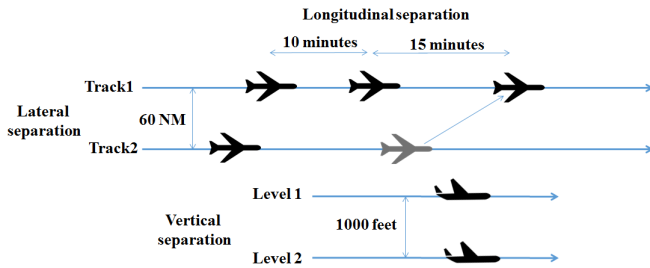 Longitudinal separation
10 minutes
15 minutes
Track1
Lateral
separation
60 NM
Track2
Level 1
Vertical
separation
1000 feet
Level 2